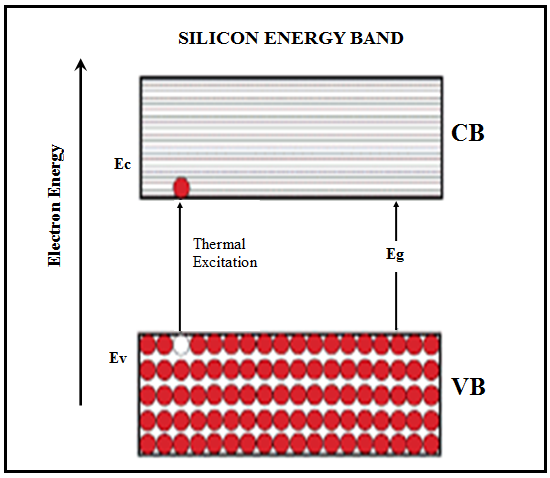 SILICON ENERGY BAND
CB
Ec
Electron Energy
Thermal
Excitation
Eg
Ev
VB